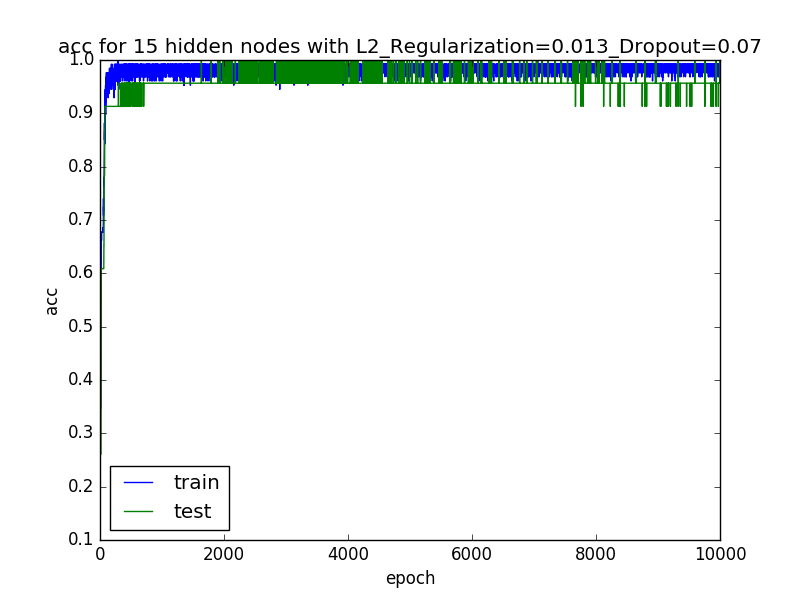 acc for 15 hidden nodes with L2_Regularization=0.013_Dropout=0.07
1.0
0.9
0.8
0.7
0.6
acc
0.5
0.4
0.3
0.2
0.1
train
test
0 2000 4000 6000 8000 10000
epoch